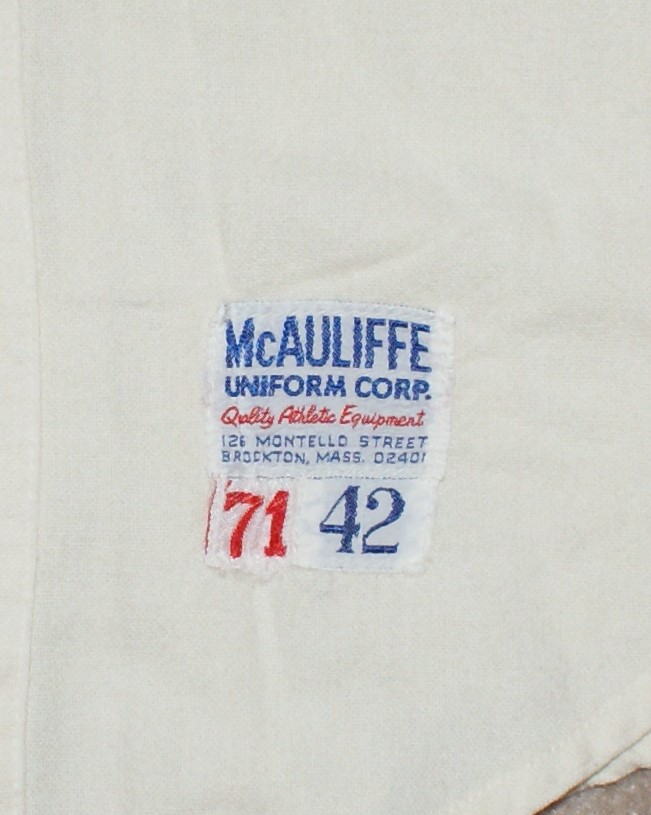 McAULIFFE
UNIFORM CORP.
Quality Athletic Equipment
126 MONTELLO STREET
BROCKTON, MASS. 02401
71 42